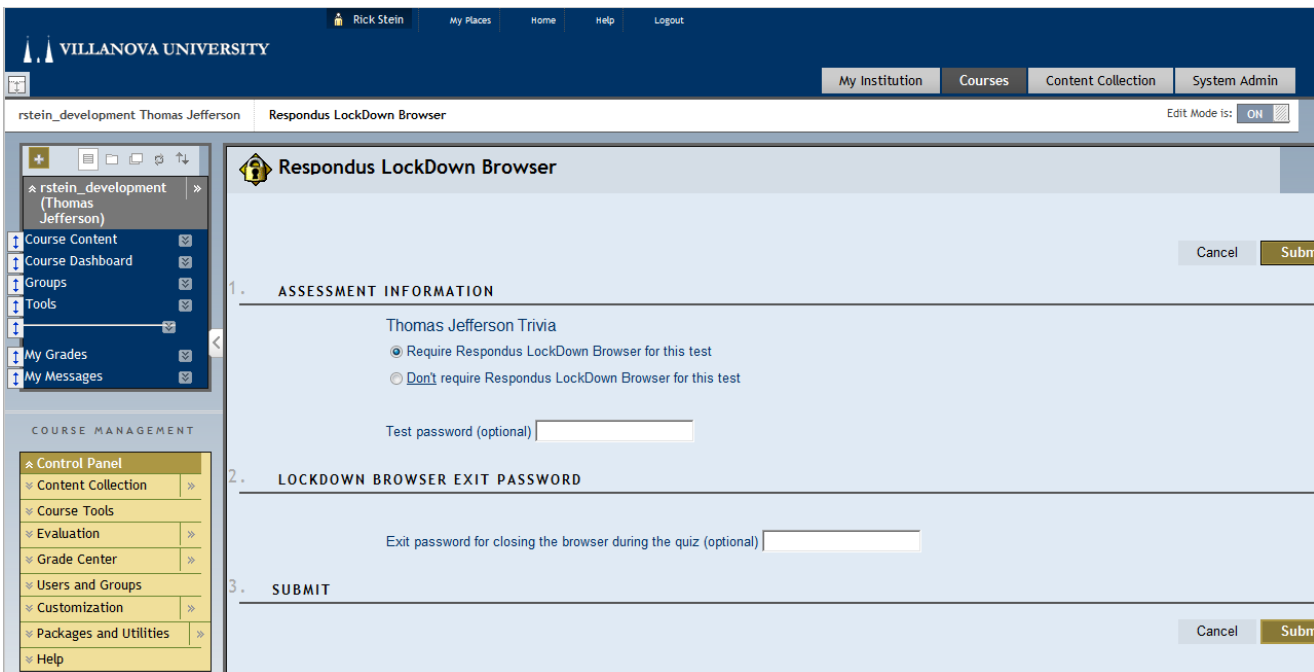 Rick Stein My Places Home Help Logout
VILLANOVA UNIVERSITY
My Institution Courses Content Collection System Admin
rstein_development Thomas Jefferson Respondus LockDown Browser Edit Mode is: ON
Respondus LockDown Browser
rstein_development
(Thomas
Jefferson)
Course Content
Course Dashboard
Groups
Tools
My Grades
My Messages
COURSE MANAGEMENT
Control Panel
Content Collection
Course Tools
Evaluation
Grade Center
Users and Groups
Customization
Packages and Utilities
Help
Cancel Subm
1. ASSESSMENT INFORMATION
Thomas Jefferson Trivia
Require Respondus LockDown Browser for this test
Don't require Respondus LockDown Browser for this test
Test password (optional)
2. LOCKDOWN BROWSER EXIT PASSWORD
Exit password for closing the browser during the quiz (optional)
3. SUBMIT
Cancel Subm